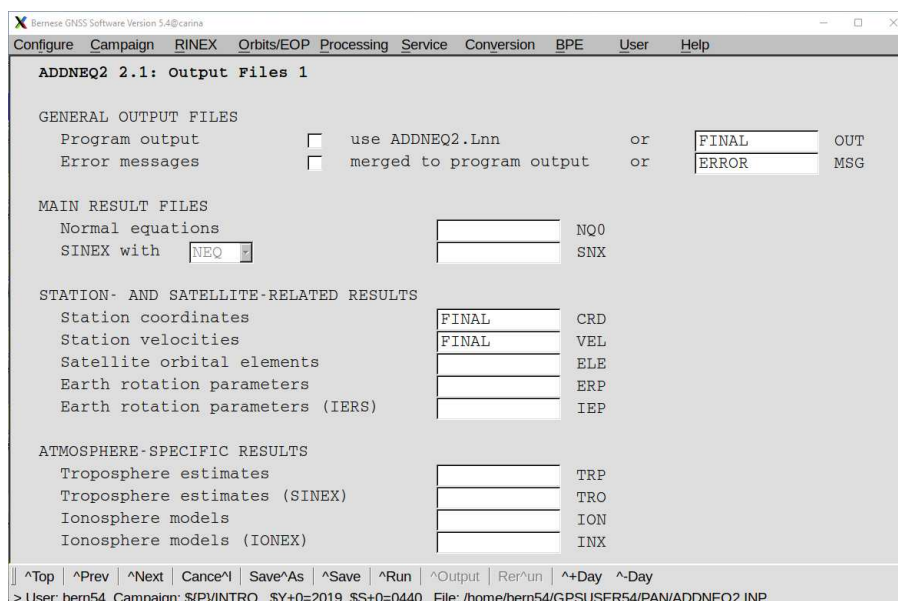 Bernese GNSS Software Version 5.4@carina
Configure Campaign RINEX Orbits/EOP Processing Service Conversion BPE User Help
ADDNEQ2 2.1: Output Files 1
GENERAL OUTPUT FILES
Program output use ADDNEQ2.Lnn or FINAL OUT
Error messages merged to program output or ERROR MSG
MAIN RESULT FILES
Normal equations NQ0
SINEX with NEQ SNX
STATION- AND SATELLITE-RELATED RESULTS
Station coordinates FINAL CRD
Station velocities FINAL VEL
Satellite orbital elements ELE
Earth rotation parameters ERP
Earth rotation parameters (IERS) IEP
ATMOSPHERE-SPECIFIC RESULTS
Troposphere estimates TRP
Troposphere estimates (SINEX) TRO
Ionosphere models ION
Ionosphere models (IONEX) INX
^Top ^Prev ^Next Cance^l Save^As ^Save ^Run ^Output Rer^un ^+Day ^-Day
> User: bern54 Campaign: ${P}/INTRO $Y+0=2019 $S+0=0440 File: /home/bern54/GPSUSER54/PAN/ADDNEQ2.INP